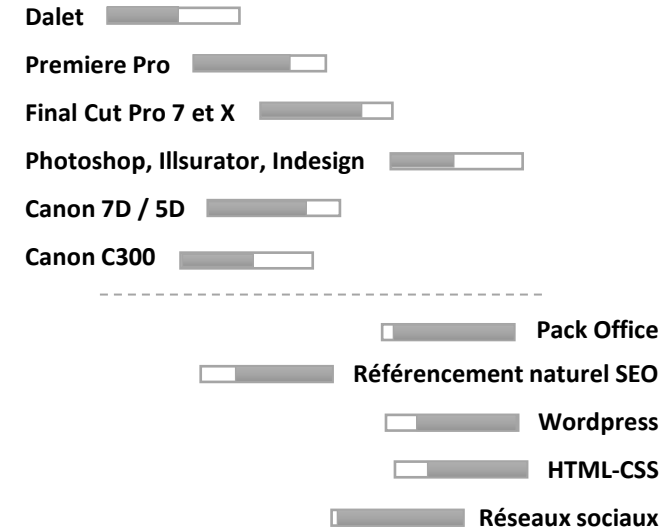 Dalet
Premiere Pro
Final Cut Pro 7 et X
Photoshop, Illsurator, Indesign
Canon 7D / 5D
Canon C300
Pack Office
Référencement naturel SEO
Wordpress
HTML-CSS
Réseaux sociaux